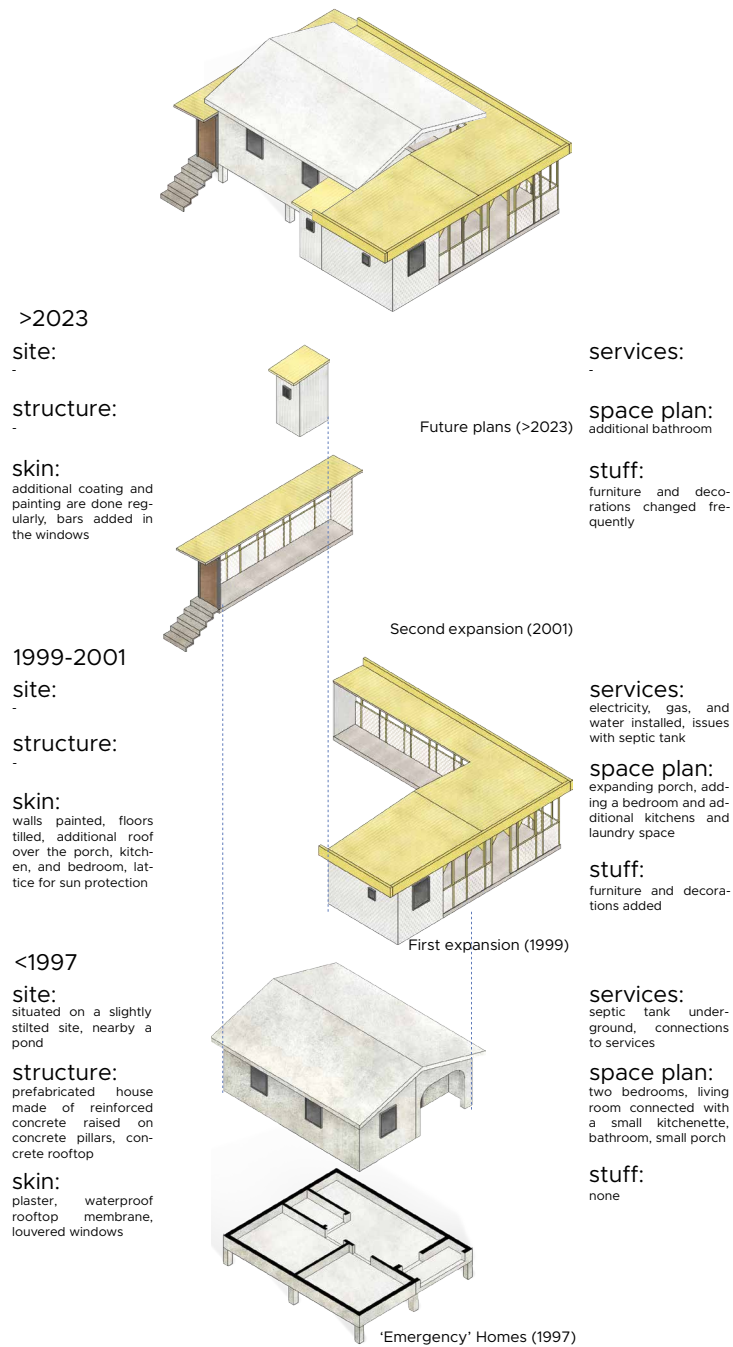 >2023
site:
-
structure:
-
skin:
additional coating and
painting are done reg-
ularly, bars added in
the windows
services:
-
space plan:
additional bathroom
stuff:
furniture and deco-
rations changed fre-
quently
Future plans (>2023)
Second expansion (2001)
1999-2001
site:
-
structure:
-
skin:
walls painted, floors
tilled, additional roof
over the porch, kitch-
en, and bedroom, lat-
tice for sun protection
services:
electricity, gas, and
water installed, issues
with septic tank
space plan:
expanding porch, add-
ing a bedroom and ad-
ditional kitchens and
laundry space
stuff:
furniture and decora-
tions added
First expansion (1999)
<1997
site:
situated on a slightly
stilted site, nearby a
pond
structure:
prefabricated house
made of reinforced
concrete raised on
concrete pillars, con-
crete rooftop
skin:
plaster, waterproof
rooftop membrane,
louvered windows
services:
septic tank under-
ground, connections
to services
space plan:
two bedrooms, living
room connected with
a small kitchenette,
bathroom, small porch
stuff:
none
'Emergency' Homes (1997)